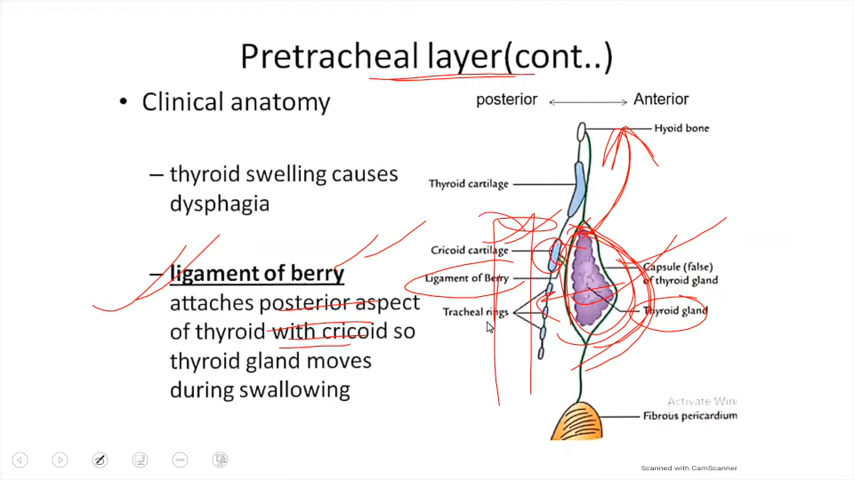 Pretracheal layer(cont..)
• Clinical anatomy
– thyroid swelling causes
dysphagia
– ligament of berry
attaches posterior aspect
of thyroid with cricoid so
thyroid gland moves
during swallowing
posterior
Anterior
Hyoid bone
Thyroid cartilage
Cricoid cartilage
Ligament of Berry
Tracheal rings
Capsule (false)
of thyroid gland
Thyroid gland
Fibrous pericardium
Activate Win
Scanned with CamScanner